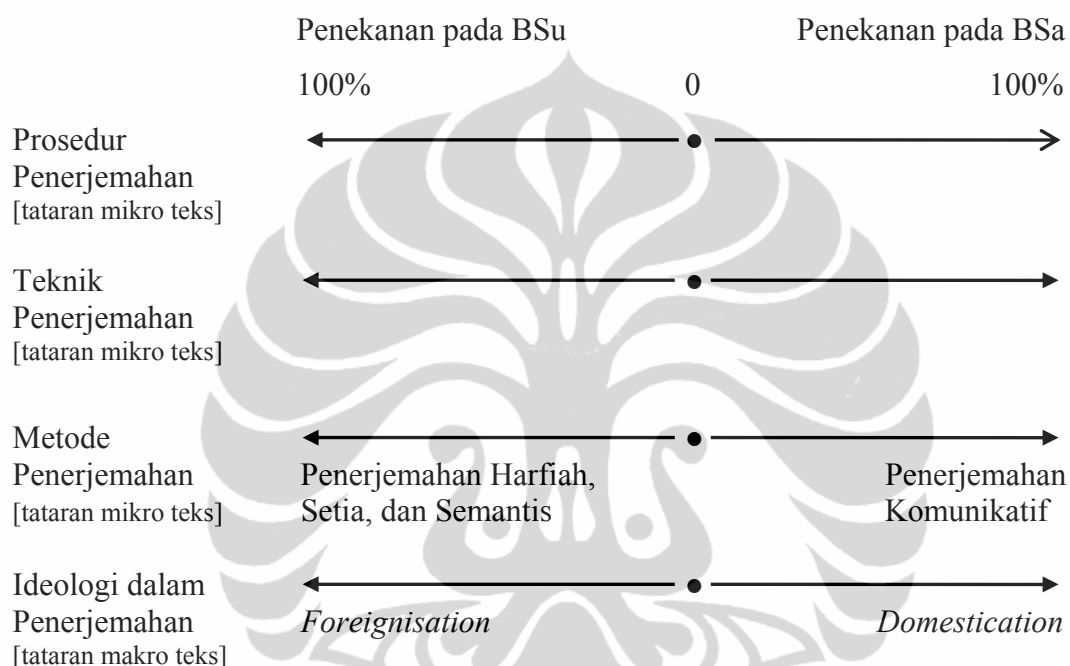 Penekanan pada BSu Penekanan pada BSa
100% 0 100%
Prosedur
Penerjemahan
[tataran mikro teks]
Teknik
Penerjemahan
[tataran mikro teks]
Metode
Penerjemahan Penerjemahan Harfiah, Penerjemahan
[tataran mikro teks] Setia, dan Semantis Komunikatif
Ideologi dalam
Penerjemahan Foreignisation Domestication
[tataran makro teks]